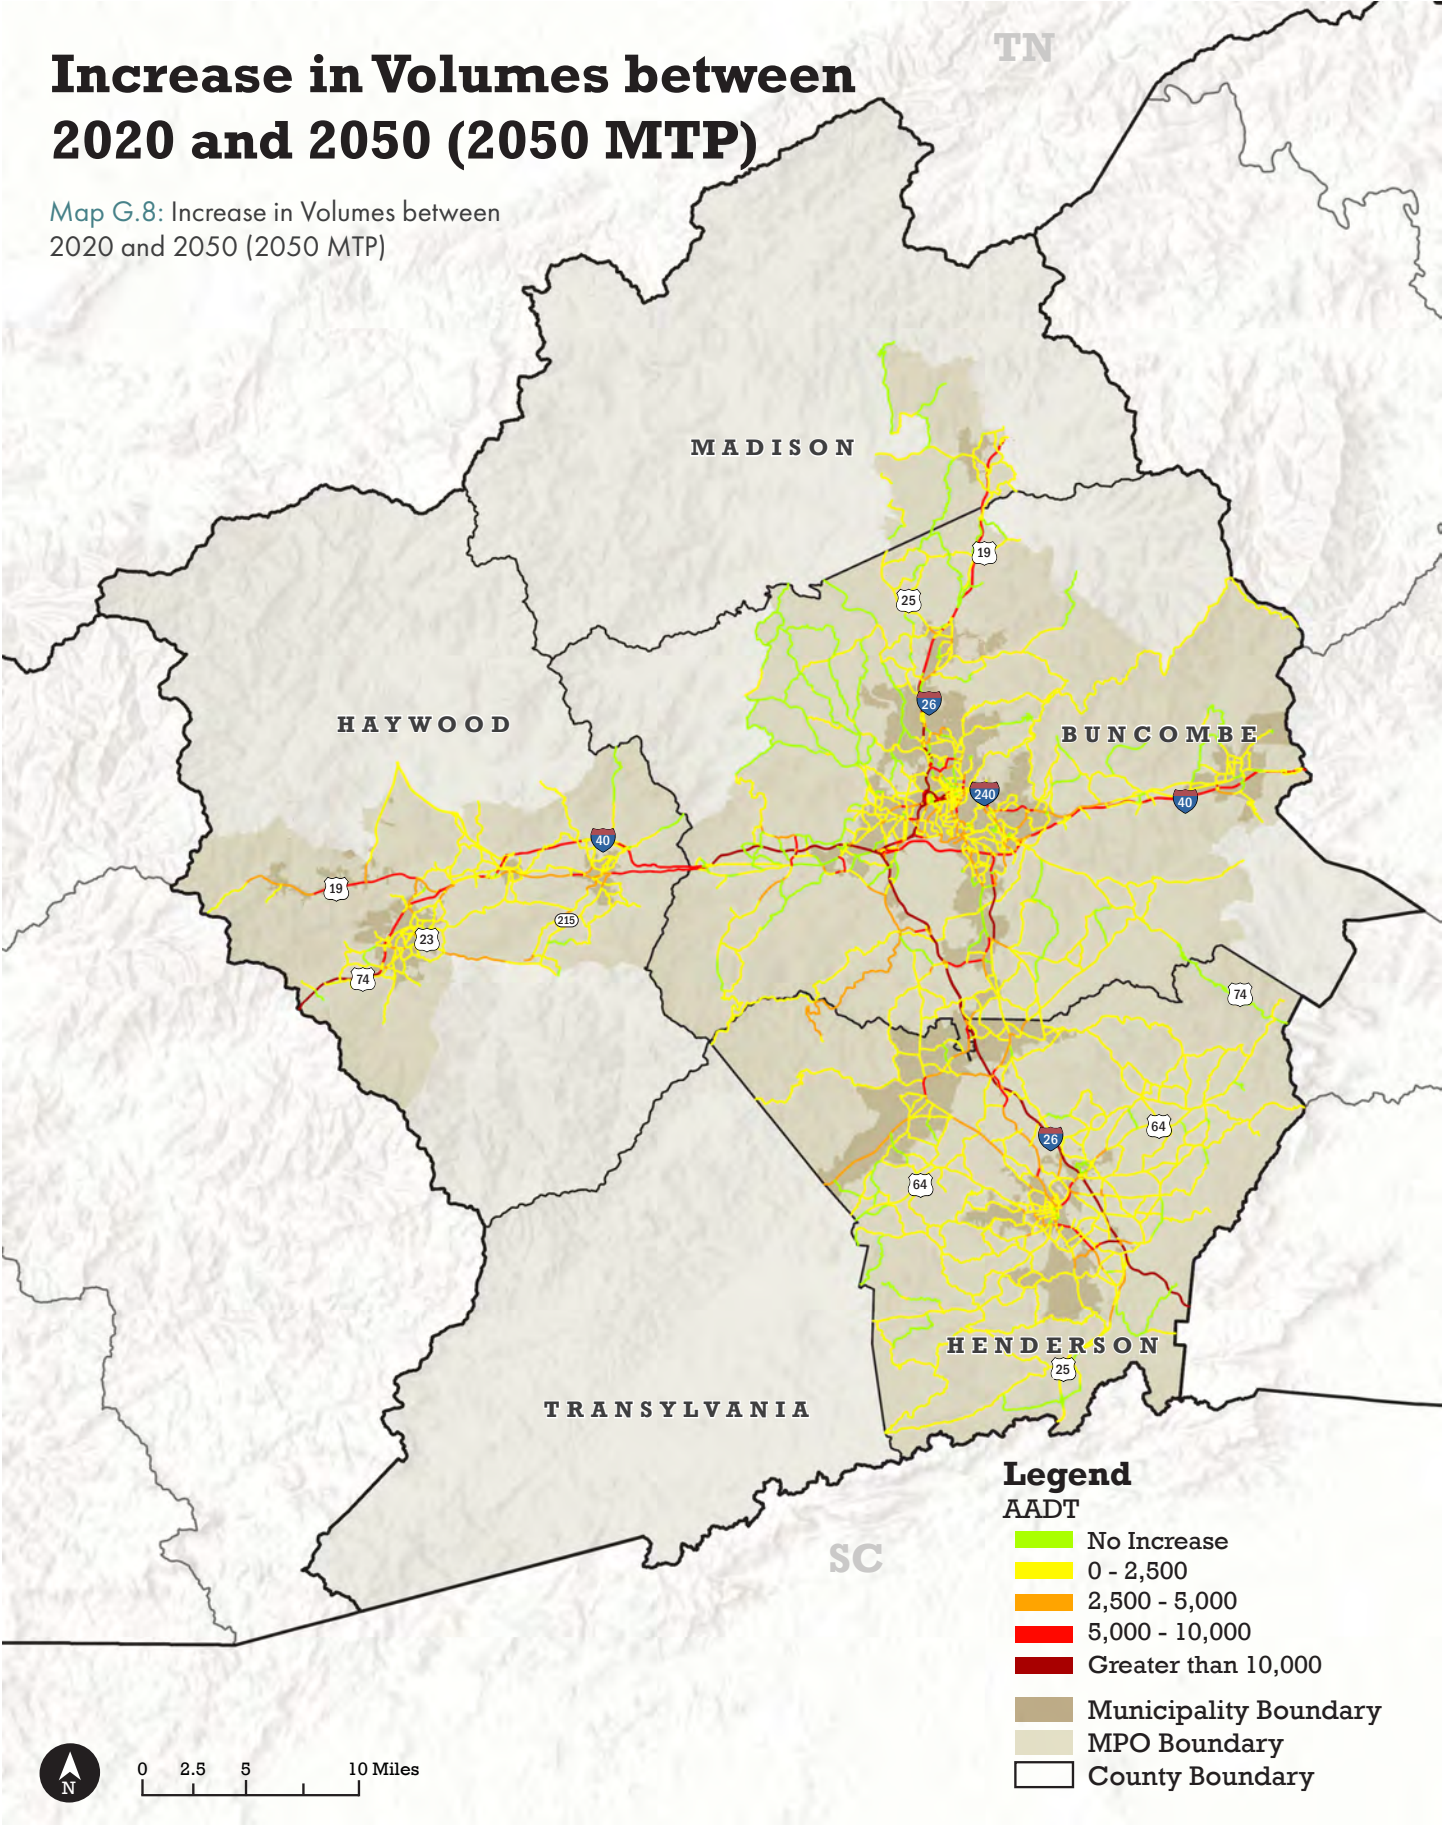 TN
Increase in Volumes between
2020 and 2050 (2050 MTP)
Map G.8: Increase in Volumes between
2020 and 2050 (2050 MTP)
MADISON
19
25
26
HAYWOOD
BUNCOMBE
240
40
40
19
215
23
74
74
64
26
64
HENDERSON
25
TRANSYLVANIA
SC
Legend
AADT
No Increase
0 - 2,500
2,500 - 5,000
5,000 - 10,000
Greater than 10,000
Municipality Boundary
MPO Boundary
County Boundary
N
0 2.5 5 10 Miles